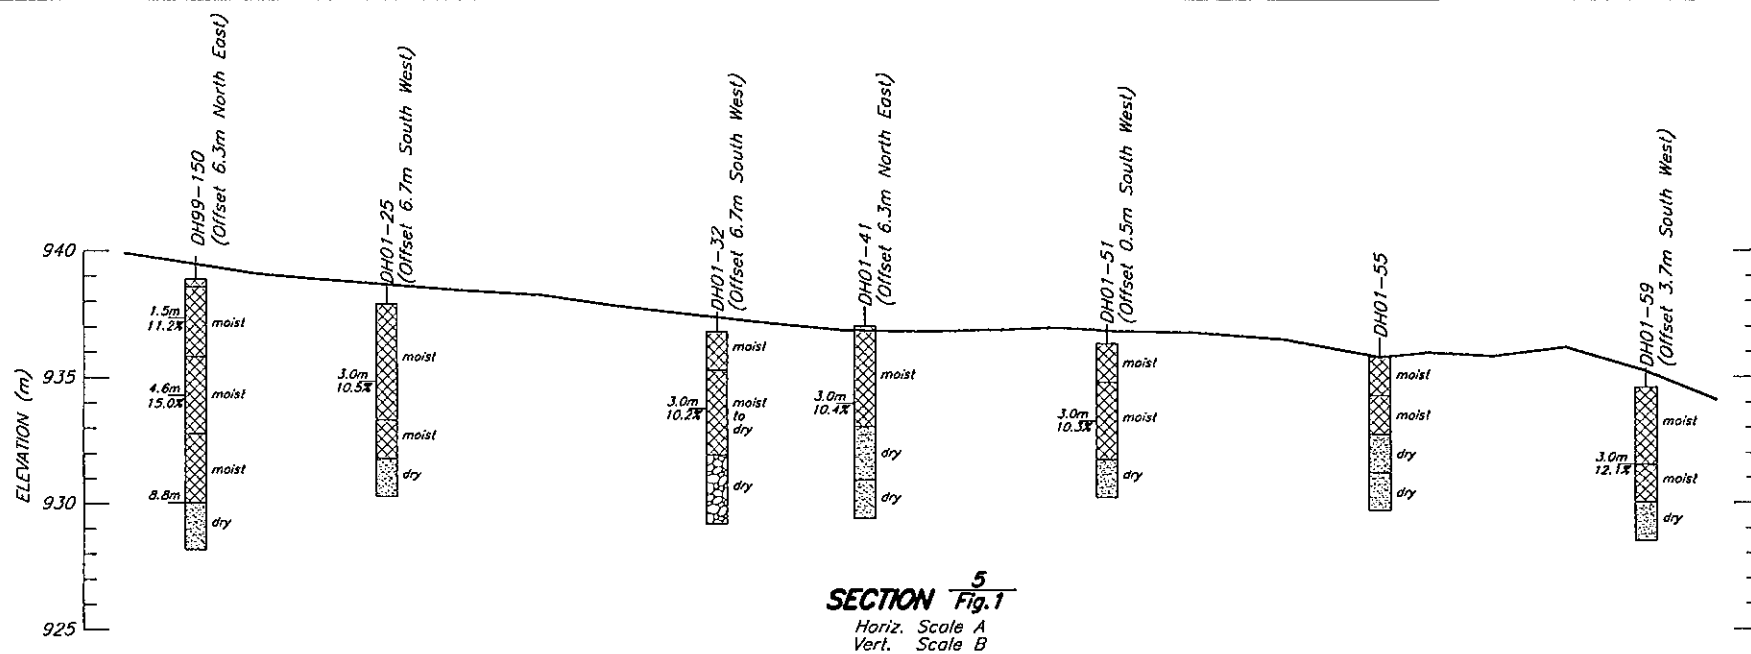 DH99-150
(Offset 6.3m North East)
DH01-25
(Offset 6.7m South West)
DH01-32
(Offset 6.7m South West)
DH01-41
(Offset 6.3m North East)
DH01-51
(Offset 0.5m South West)
DH01-55
DH01-59
(Offset 3.7m South West)
ELEVATION (m)
940
935
930
925
1.5m
11.2%
moist
4.6m
15.0%
moist
moist
8.8m
dry
moist
3.0m
10.5%
moist
dry
moist
3.0m
10.2%
moist
to
dry
dry
moist
3.0m
10.4%
dry
dry
moist
3.0m
10.3%
moist
dry
moist
moist
dry
dry
moist
3.0m
12.1%
moist
dry
SECTION 5
Fig.1
Horiz. Scale A
Vert. Scale B